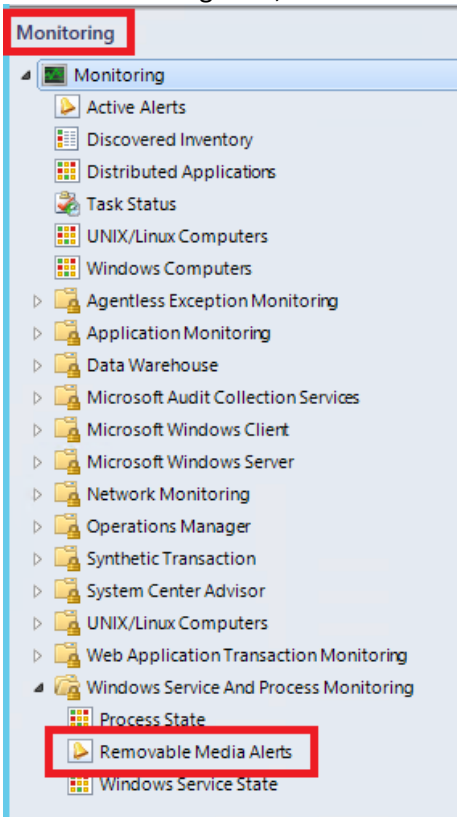 Monitoring
Monitoring
Active Alerts
Discovered Inventory
Distributed Applications
Task Status
UNIX/Linux Computers
Windows Computers
Agentless Exception Monitoring
Application Monitoring
Data Warehouse
Microsoft Audit Collection Services
Microsoft Windows Client
Microsoft Windows Server
Network Monitoring
Operations Manager
Synthetic Transaction
System Center Advisor
UNIX/Linux Computers
Web Application Transaction Monitoring
Windows Service And Process Monitoring
Process State
Removable Media Alerts
Windows Service State